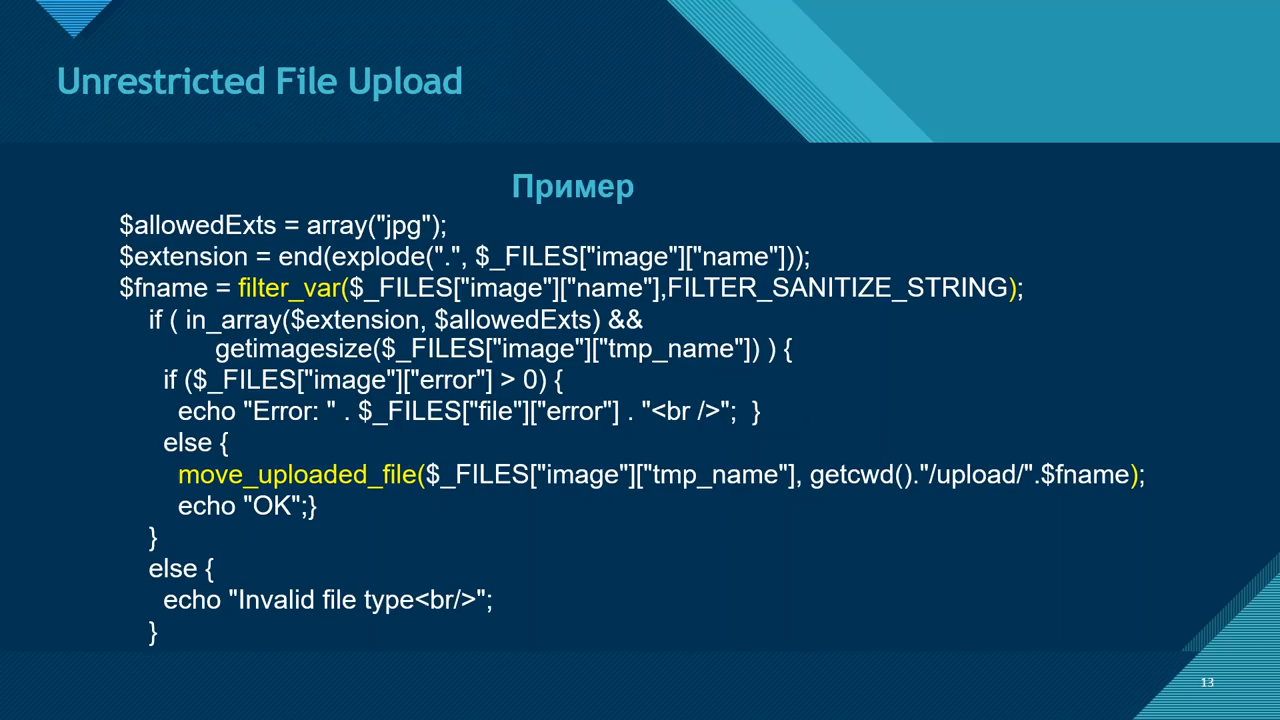 Unrestricted File Upload
Пример
$allowedExts = array("jpg");
$extension = end(explode(".", $_FILES["image"]["name"]));
$fname = filter_var($_FILES["image"]["name"],FILTER_SANITIZE_STRING);
if ( in_array($extension, $allowedExts) &&
getimagesize($_FILES["image"]["tmp_name"]) ) {
if ($_FILES["image"]["error"] > 0) {
echo "Error: " . $_FILES["file"]["error"] . "<br />";  }
else {
move_uploaded_file($_FILES["image"]["tmp_name"], getcwd()."/upload/".$fname);
echo "OK";}
}
else {
echo "Invalid file type<br/>";
}
13